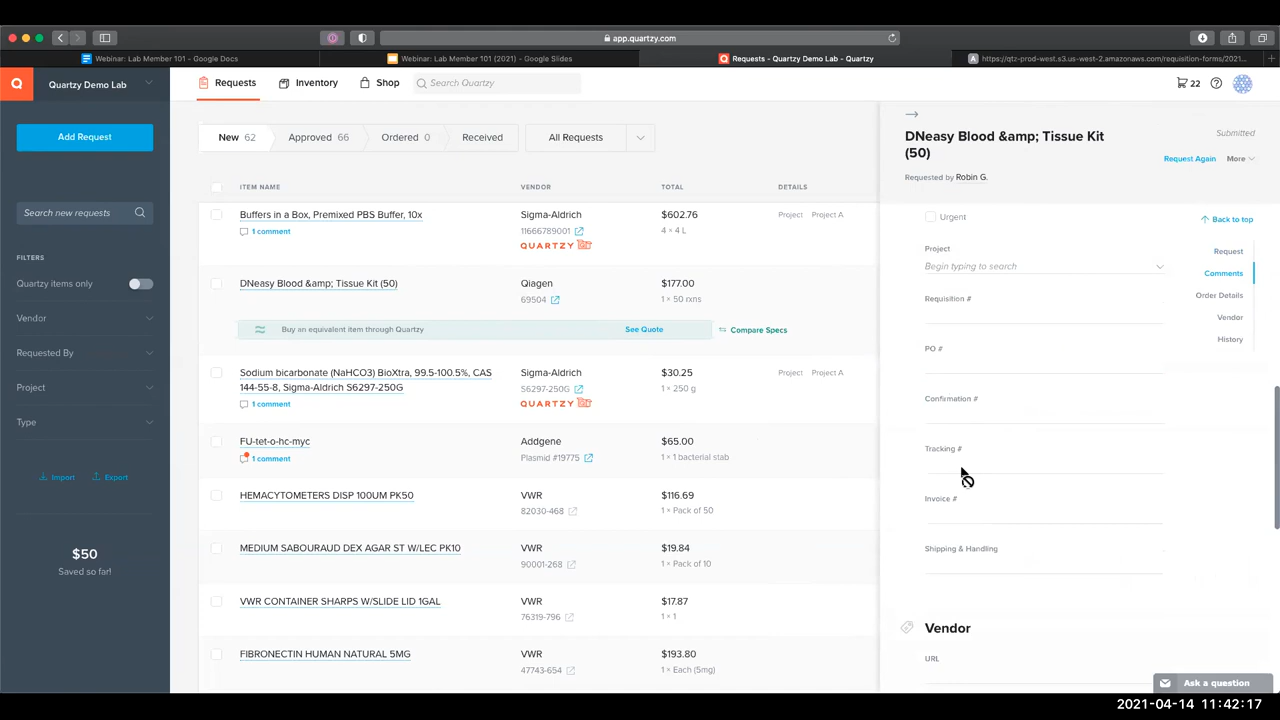 app.quartzy.com
Webinar: Lab Member 101 - Google Docs
Webinar: Lab Member 101 (2021) - Google Slides
Requests - Quartzy Demo Lab - Quartzy
https://qtz-prod-west.s3.us-west-2.amazonaws.com/requisition-forms/2021...
Q
Quartzy Demo Lab
Requests
Inventory
Shop
Search Quartzy
22
Add Request
Search new requests
FILTERS
Quartzy items only
Vendor
Requested By
Project
Type
Import
Export
$50
Saved so far!
New 62
Approved 66
Ordered 0
Received
All Requests
ITEM NAME
VENDOR
TOTAL
DETAILS
Buffers in a Box, Premixed PBS Buffer, 10x
Sigma-Aldrich
$602.76
Project Project A
1 comment
11666789001
4 × 4 L
QUARTZY
DNeasy Blood &amp; Tissue Kit (50)
Qiagen
$177.00
69504
1 × 50 rxns
Buy an equivalent item through Quartzy
See Quote
Compare Specs
Sodium bicarbonate (NaHCO3) BioXtra, 99.5-100.5%, CAS
144-55-8, Sigma-Aldrich S6297-250G
Sigma-Aldrich
$30.25
Project Project A
S6297-250G
1 × 250 g
1 comment
QUARTZY
FU-tet-o-hc-myc
Addgene
$65.00
1 comment
Plasmid #19775
1 × 1 bacterial stab
HEMACYTOMETERS DISP 100UM PK50
VWR
$116.69
82030-468
1 × Pack of 50
MEDIUM SABOURAUD DEX AGAR ST W/LEC PK10
VWR
$19.84
90001-268
1 × Pack of 10
VWR CONTAINER SHARPS W/SLIDE LID 1GAL
VWR
$17.87
76319-796
1 × 1
FIBRONECTIN HUMAN NATURAL 5MG
VWR
$193.80
47743-654
1 × Each (5mg)
DNeasy Blood &amp; Tissue Kit
(50)
Submitted
Request Again
More
Requested by Robin G.
Urgent
Back to top
Project
Begin typing to search
Requisition #
PO #
Confirmation #
Tracking #
Invoice #
Shipping & Handling
Request
Comments
Order Details
Vendor
History
Vendor
URL
Ask a question
2021-04-14 11:42:17